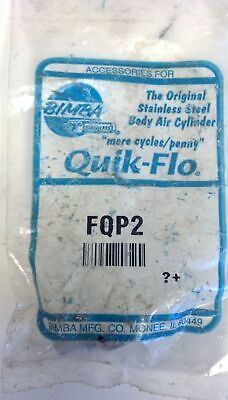 ACCESSORIES FOR
BIMBA
The Original
Stainless Steel
Body Air Cylinder
"more cycles/penny"
Quik-Flo®
FQP2
?+
BIMBA MFG. CO. MONEE, IL 60449